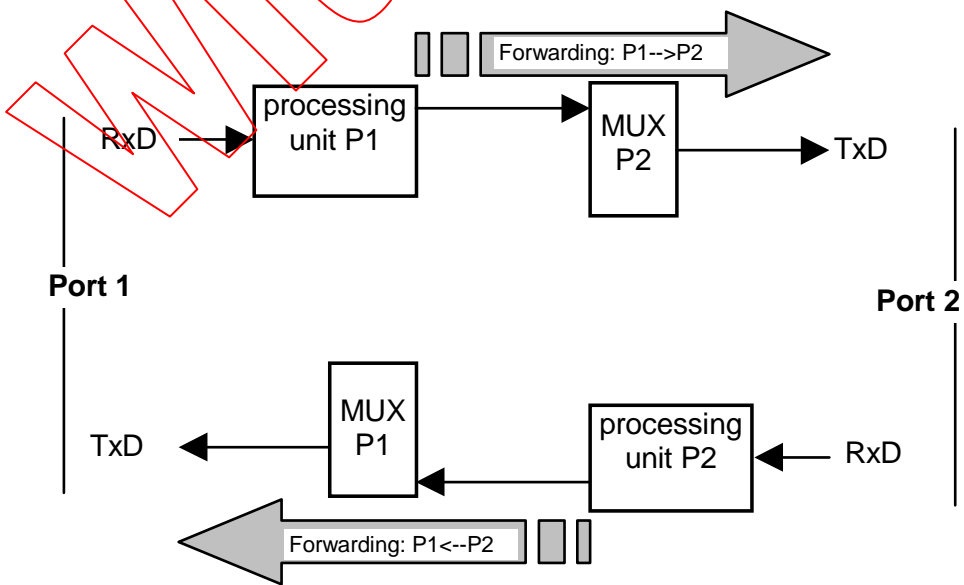 Forwarding: P1-->P2
processing
unit P1
RxD
MUX
P2
TxD
Port 1
Port 2
MUX
P1
TxD
processing
unit P2
RxD
Forwarding: P1<--P2